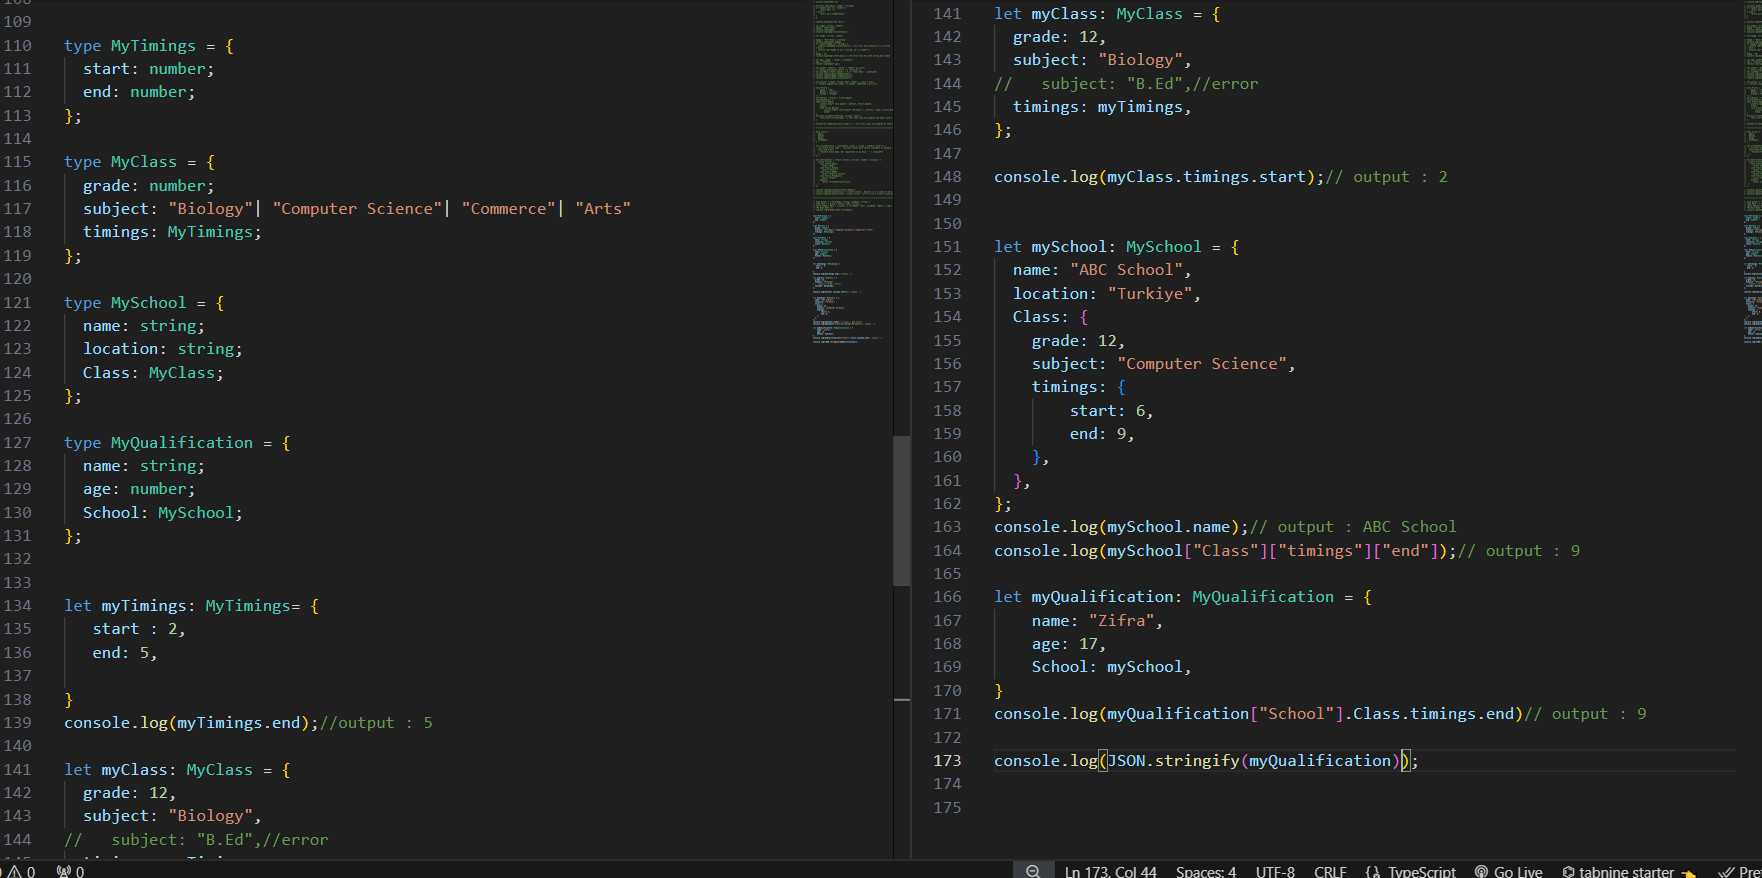 108
109
110 type MyTimings = {
111 start: number;
112 end: number;
113 };
114
115 type MyClass = {
116 grade: number;
117 subject: "Biology"| "Computer Science"| "Commerce"| "Arts"
118 timings: MyTimings;
119 };
120
121 type MySchool = {
122 name: string;
123 location: string;
124 Class: MyClass;
125 };
126
127 type MyQualification = {
128 name: string;
129 age: number;
130 School: MySchool;
131 };
132
133
134 let myTimings: MyTimings= {
135 start : 2,
136 end: 5,
137
138 }
139 console.log(myTimings.end);//output : 5
140
141 let myClass: MyClass = {
142 grade: 12,
143 subject: "Biology",
144 // subject: "B.Ed",//error
141 let myClass: MyClass = {
142 grade: 12,
143 subject: "Biology",
144 // subject: "B.Ed",//error
145 timings: myTimings,
146 };
147
148 console.log(myClass.timings.start);// output : 2
149
150
151 let mySchool: MySchool = {
152 name: "ABC School",
153 location: "Turkiye",
154 Class: {
155 grade: 12,
156 subject: "Computer Science",
157 timings: {
158 start: 6,
159 end: 9,
160 },
161 },
162 };
163 console.log(mySchool.name);// output : ABC School
164 console.log(mySchool["Class"]["timings"]["end"]);// output : 9
165
166 let myQualification: MyQualification = {
167 name: "Zifra",
168 age: 17,
169 School: mySchool,
170 }
171 console.log(myQualification["School"].Class.timings.end)// output : 9
172
173 console.log(JSON.stringify(myQualification));
174
175
0 0 Ln 173, Col 44 Spaces: 4 UTF-8 CRLF {} TypeScript Go Live tabnine starter